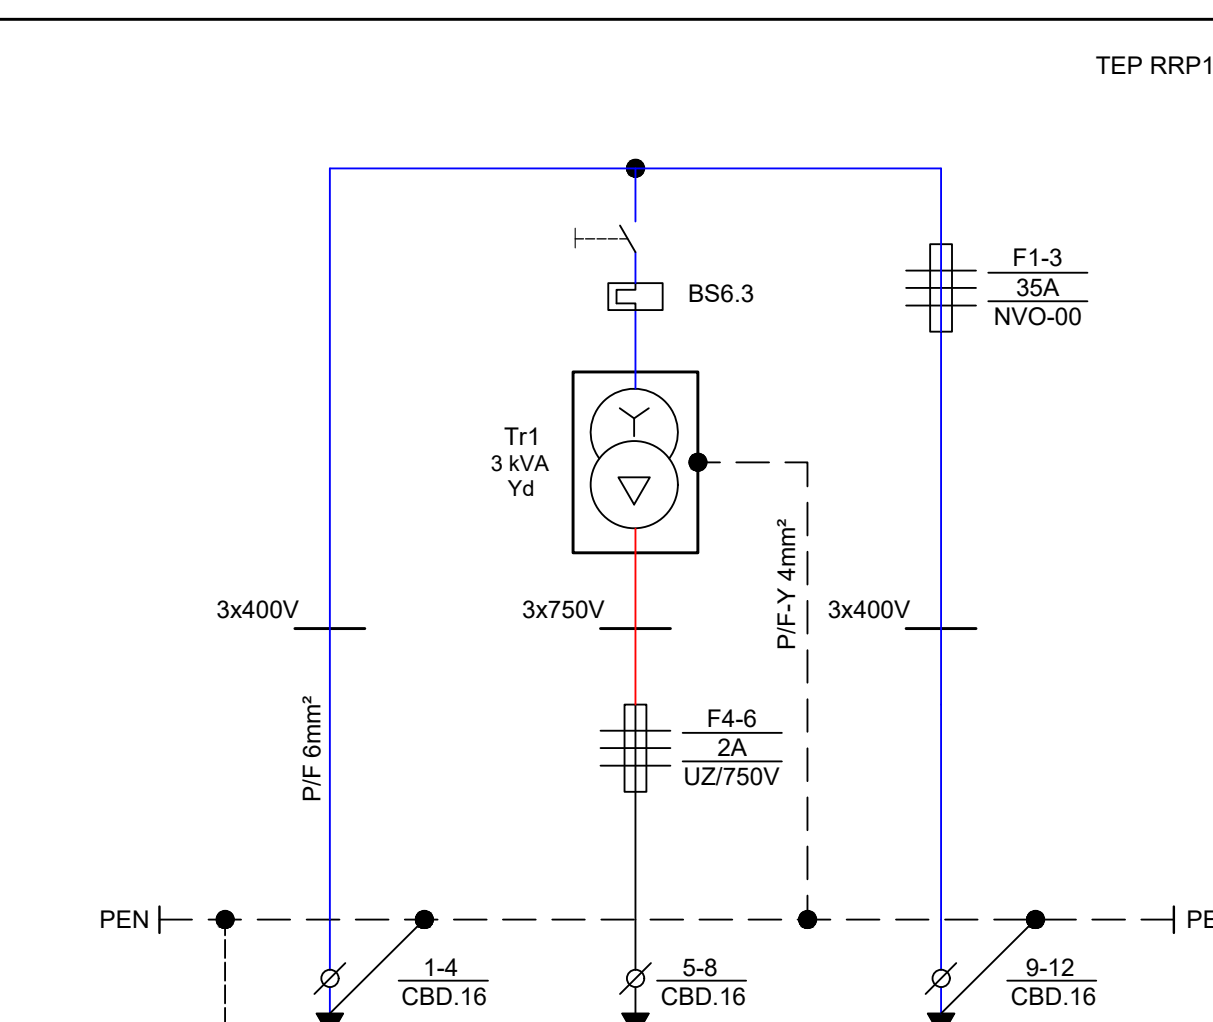 TEP RRP1
F1-3
35A
NVO-00
BS6.3
Tr1
3 kVA
Yd
P/F-Y 4mm²
3x400V
3x750V
3x400V
P/F 6mm²
F4-6
2A
UZ/750V
PEN
PE
1-4
CBD.16
5-8
CBD.16
9-12
CBD.16